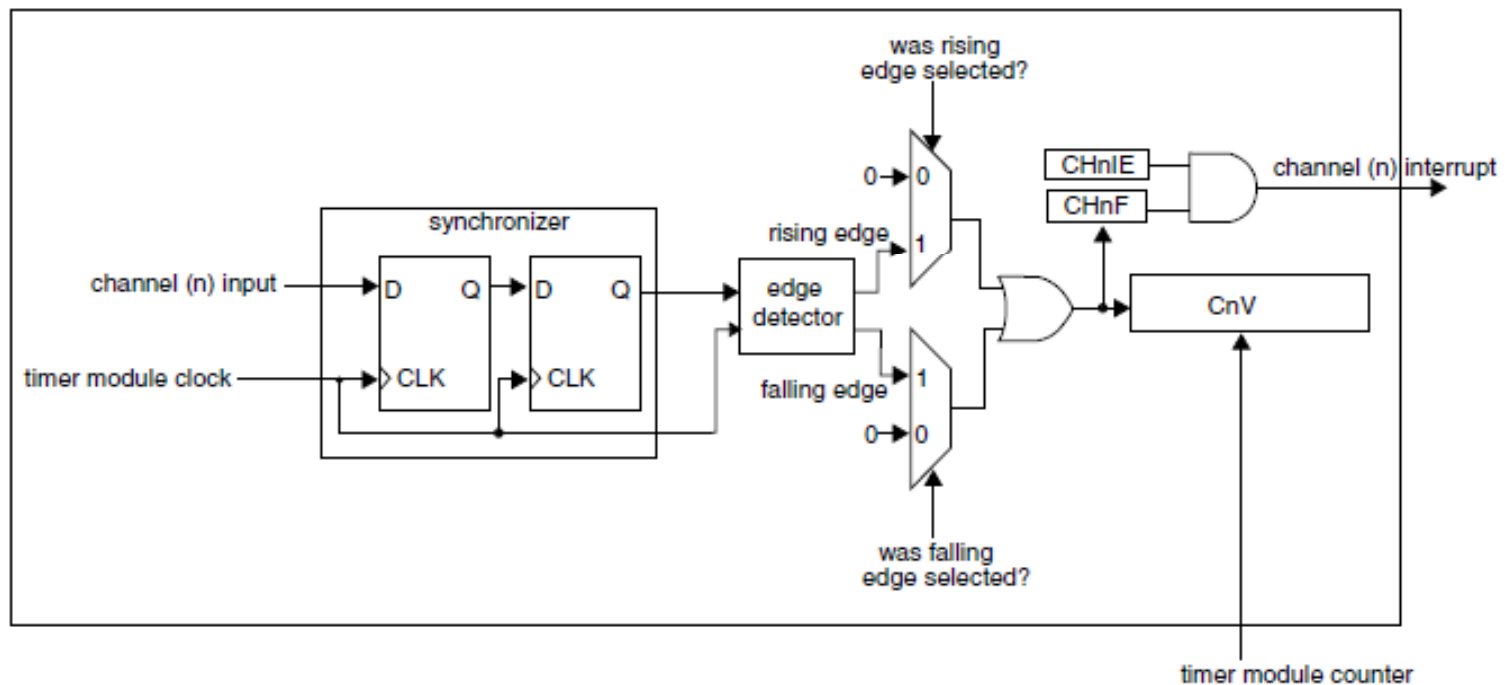 was rising
edge selected?
CHnIE
channel (n) interrupt
0
0
CHnF
synchronizer
rising edge
1
channel (n) input
D
Q
D
Q
edge
detector
CnV
timer module clock
CLK
CLK
falling edge
1
0
0
was falling
edge selected?
timer module counter